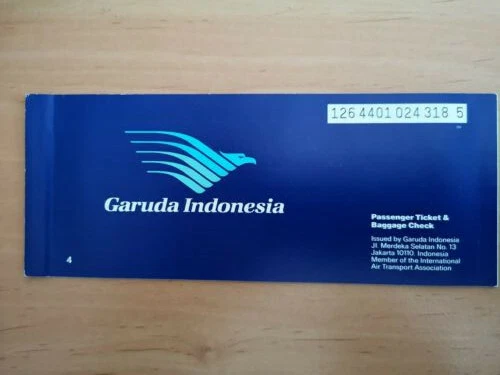 126 4401 024 318 5
Garuda Indonesia
Passenger Ticket &
Baggage Check
Issued by Garuda Indonesia
Jl. Merdeka Selatan No. 13
Jakarta 10110. Indonesia
Member of the International
Air Transport Association
4